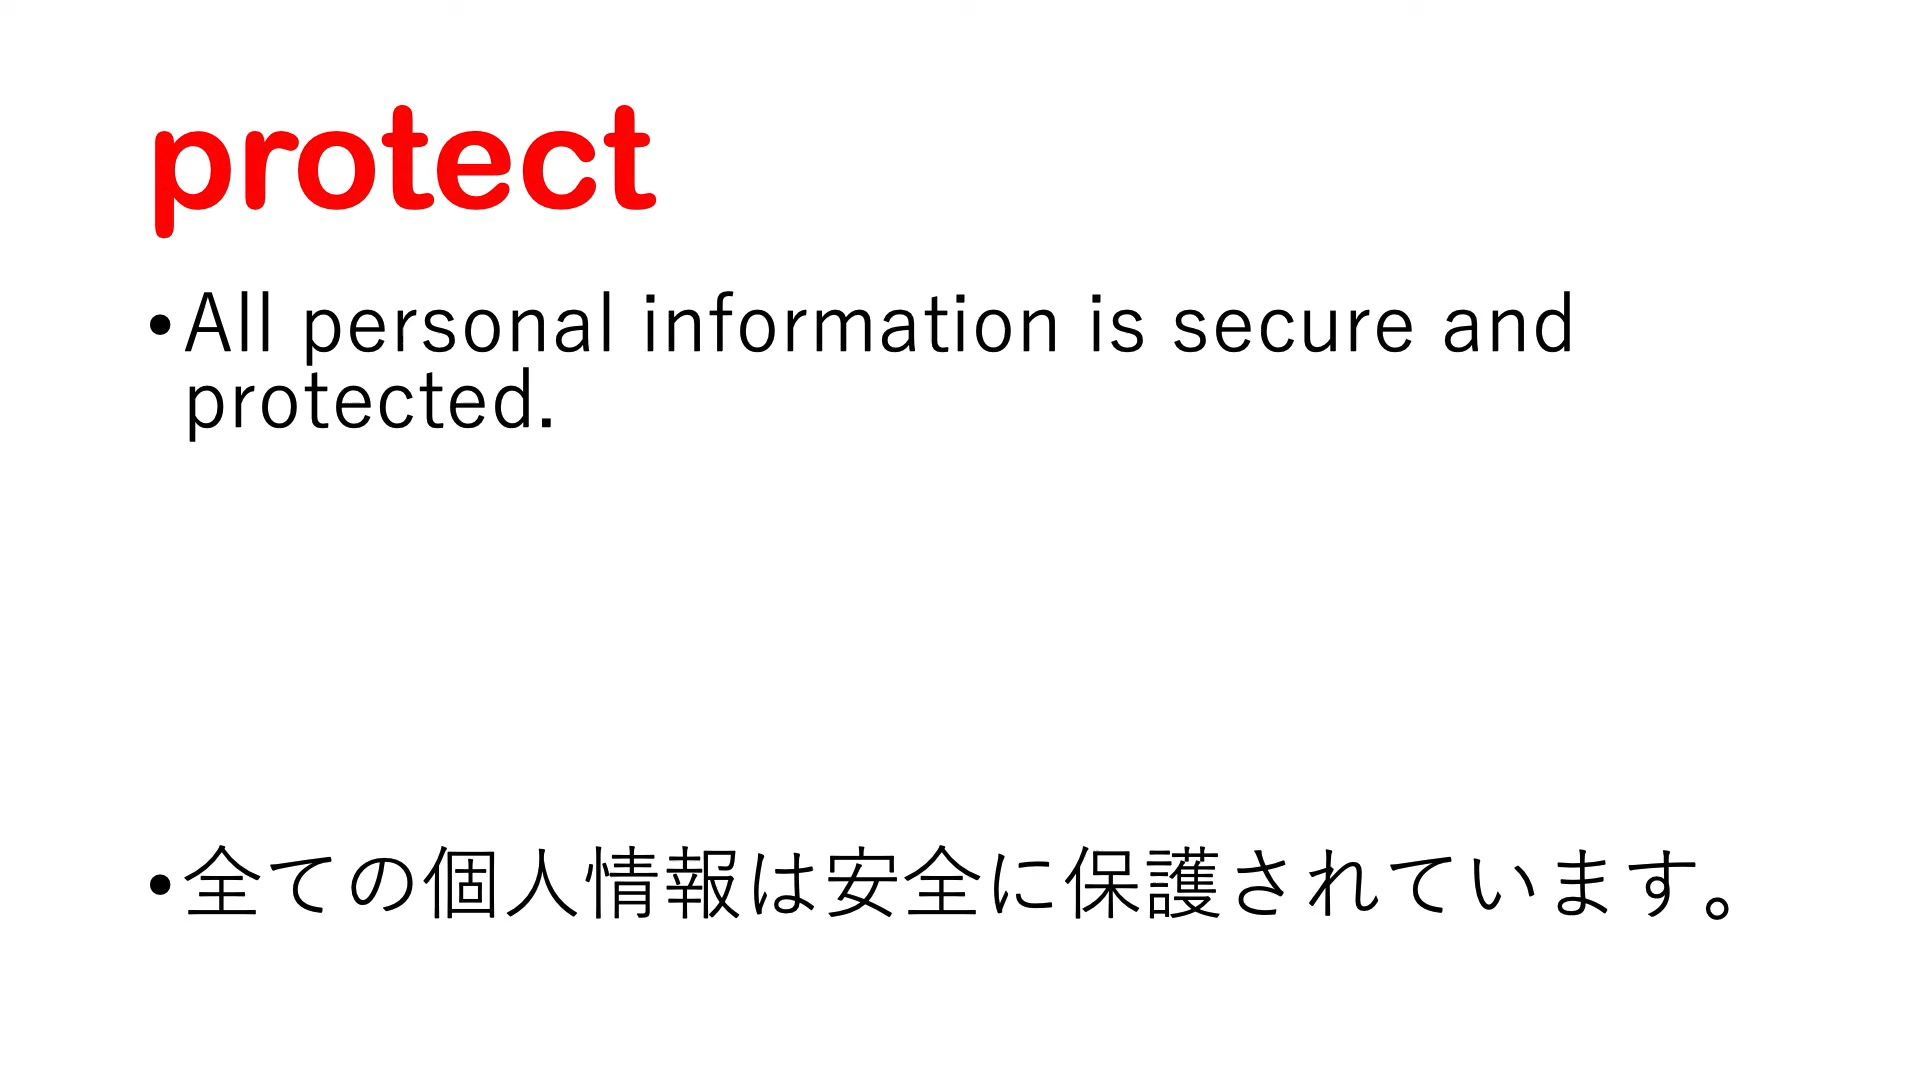 protect
•All personal information is secure and
protected.
•全ての個人情報は安全に保護されています。